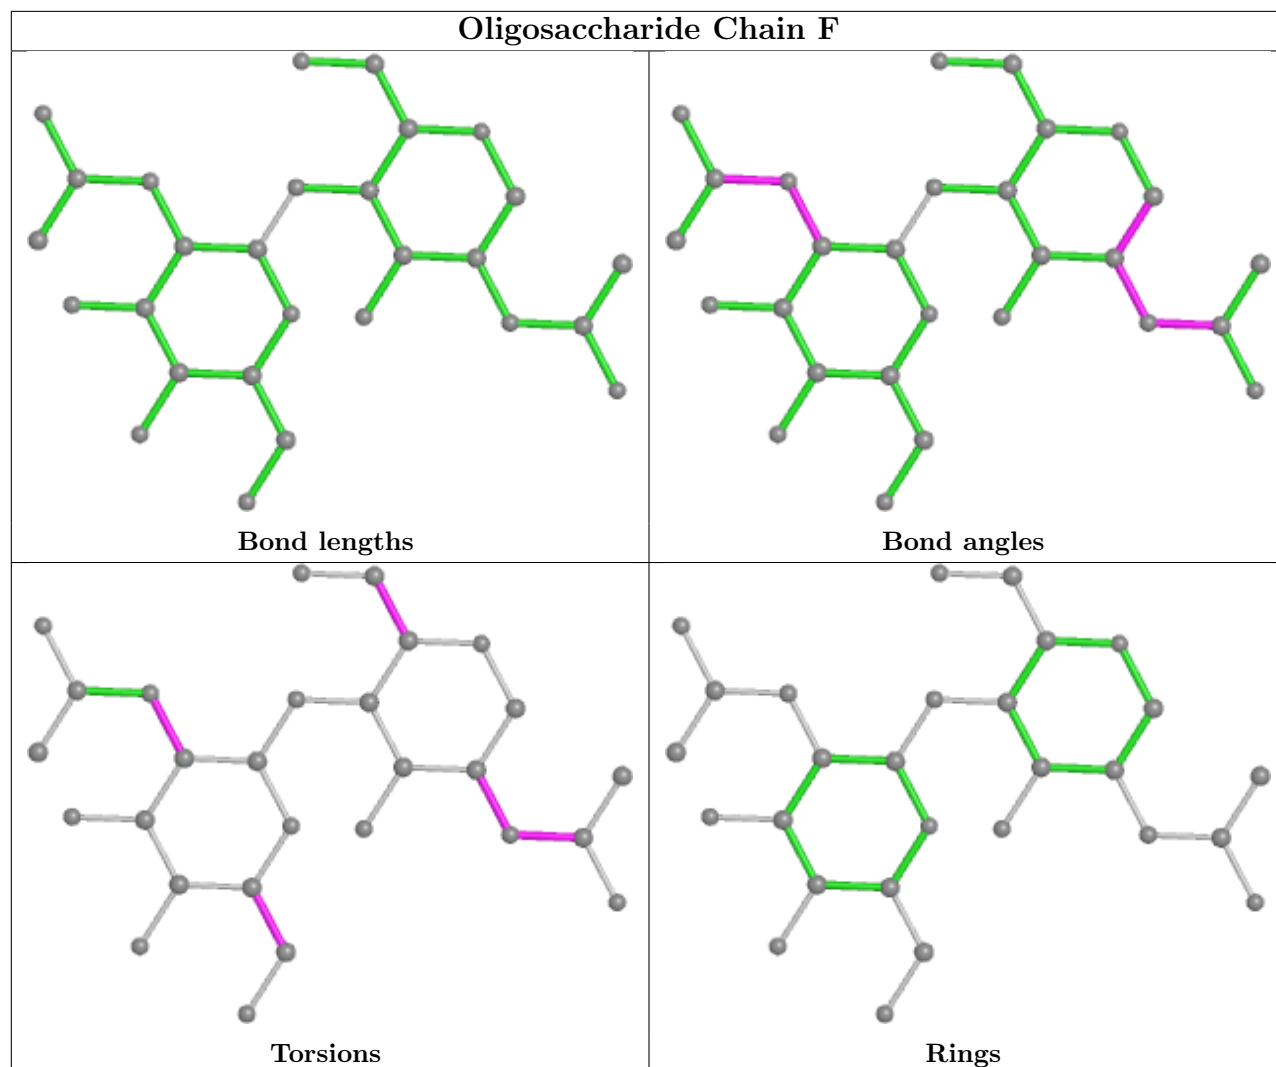 Oligosaccharide Chain F
Bond lengths
Bond angles
Torsions
Rings